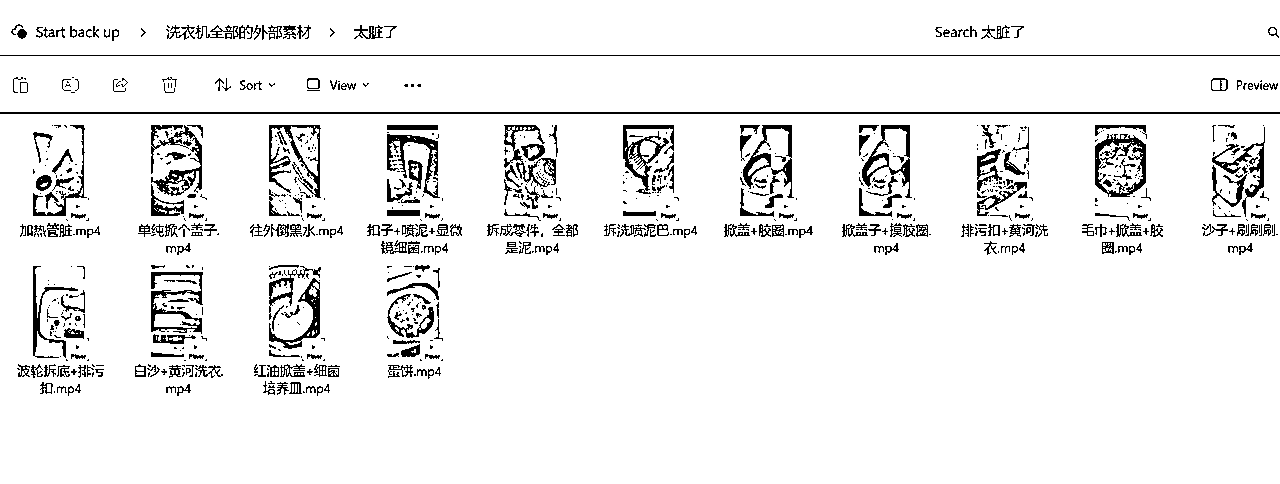 Start back up > 洗衣机全部的外部素材 > 太脏了
Search 太脏了
Sort
View
Preview
加热管脏.mp4
单纯掀个盖子.mp4
往外倒黑水.mp4
扣子+喷泥+显微镜细菌.mp4
拆成零件，全都是泥.mp4
拆洗喷泥巴.mp4
掀盖+胶圈.mp4
掀盖子+摸胶圈.mp4
排污扣+黄河洗衣.mp4
毛巾+掀盖+胶圈.mp4
沙子+刷刷刷.mp4
波轮拆底+排污扣.mp4
白沙+黄河洗衣.mp4
红油掀盖+细菌培养皿.mp4
蛋饼.mp4